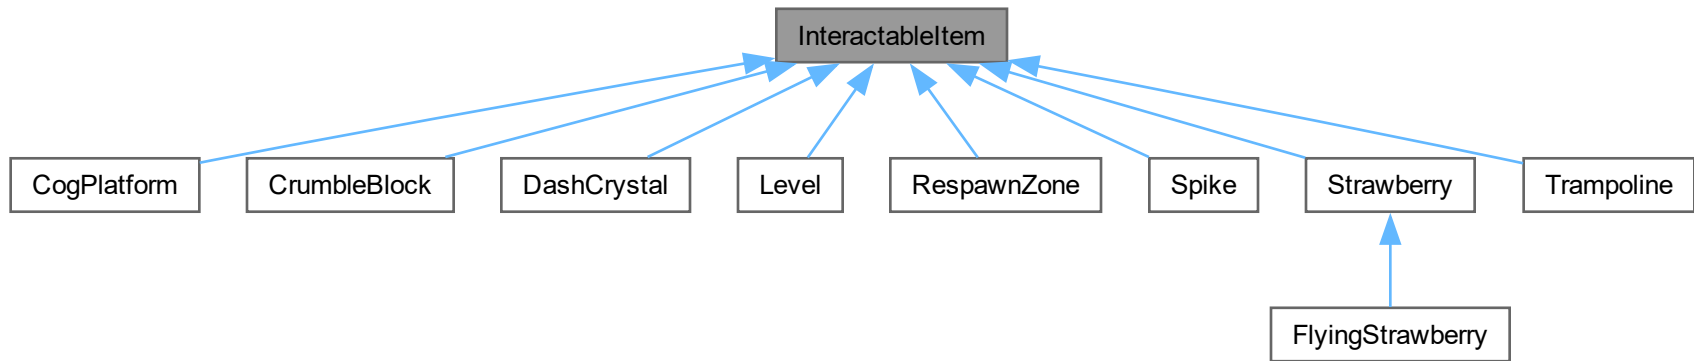 InteractableItem
CogPlatform
CrumbleBlock
DashCrystal
Level
RespawnZone
Spike
Strawberry
Trampoline
FlyingStrawberry